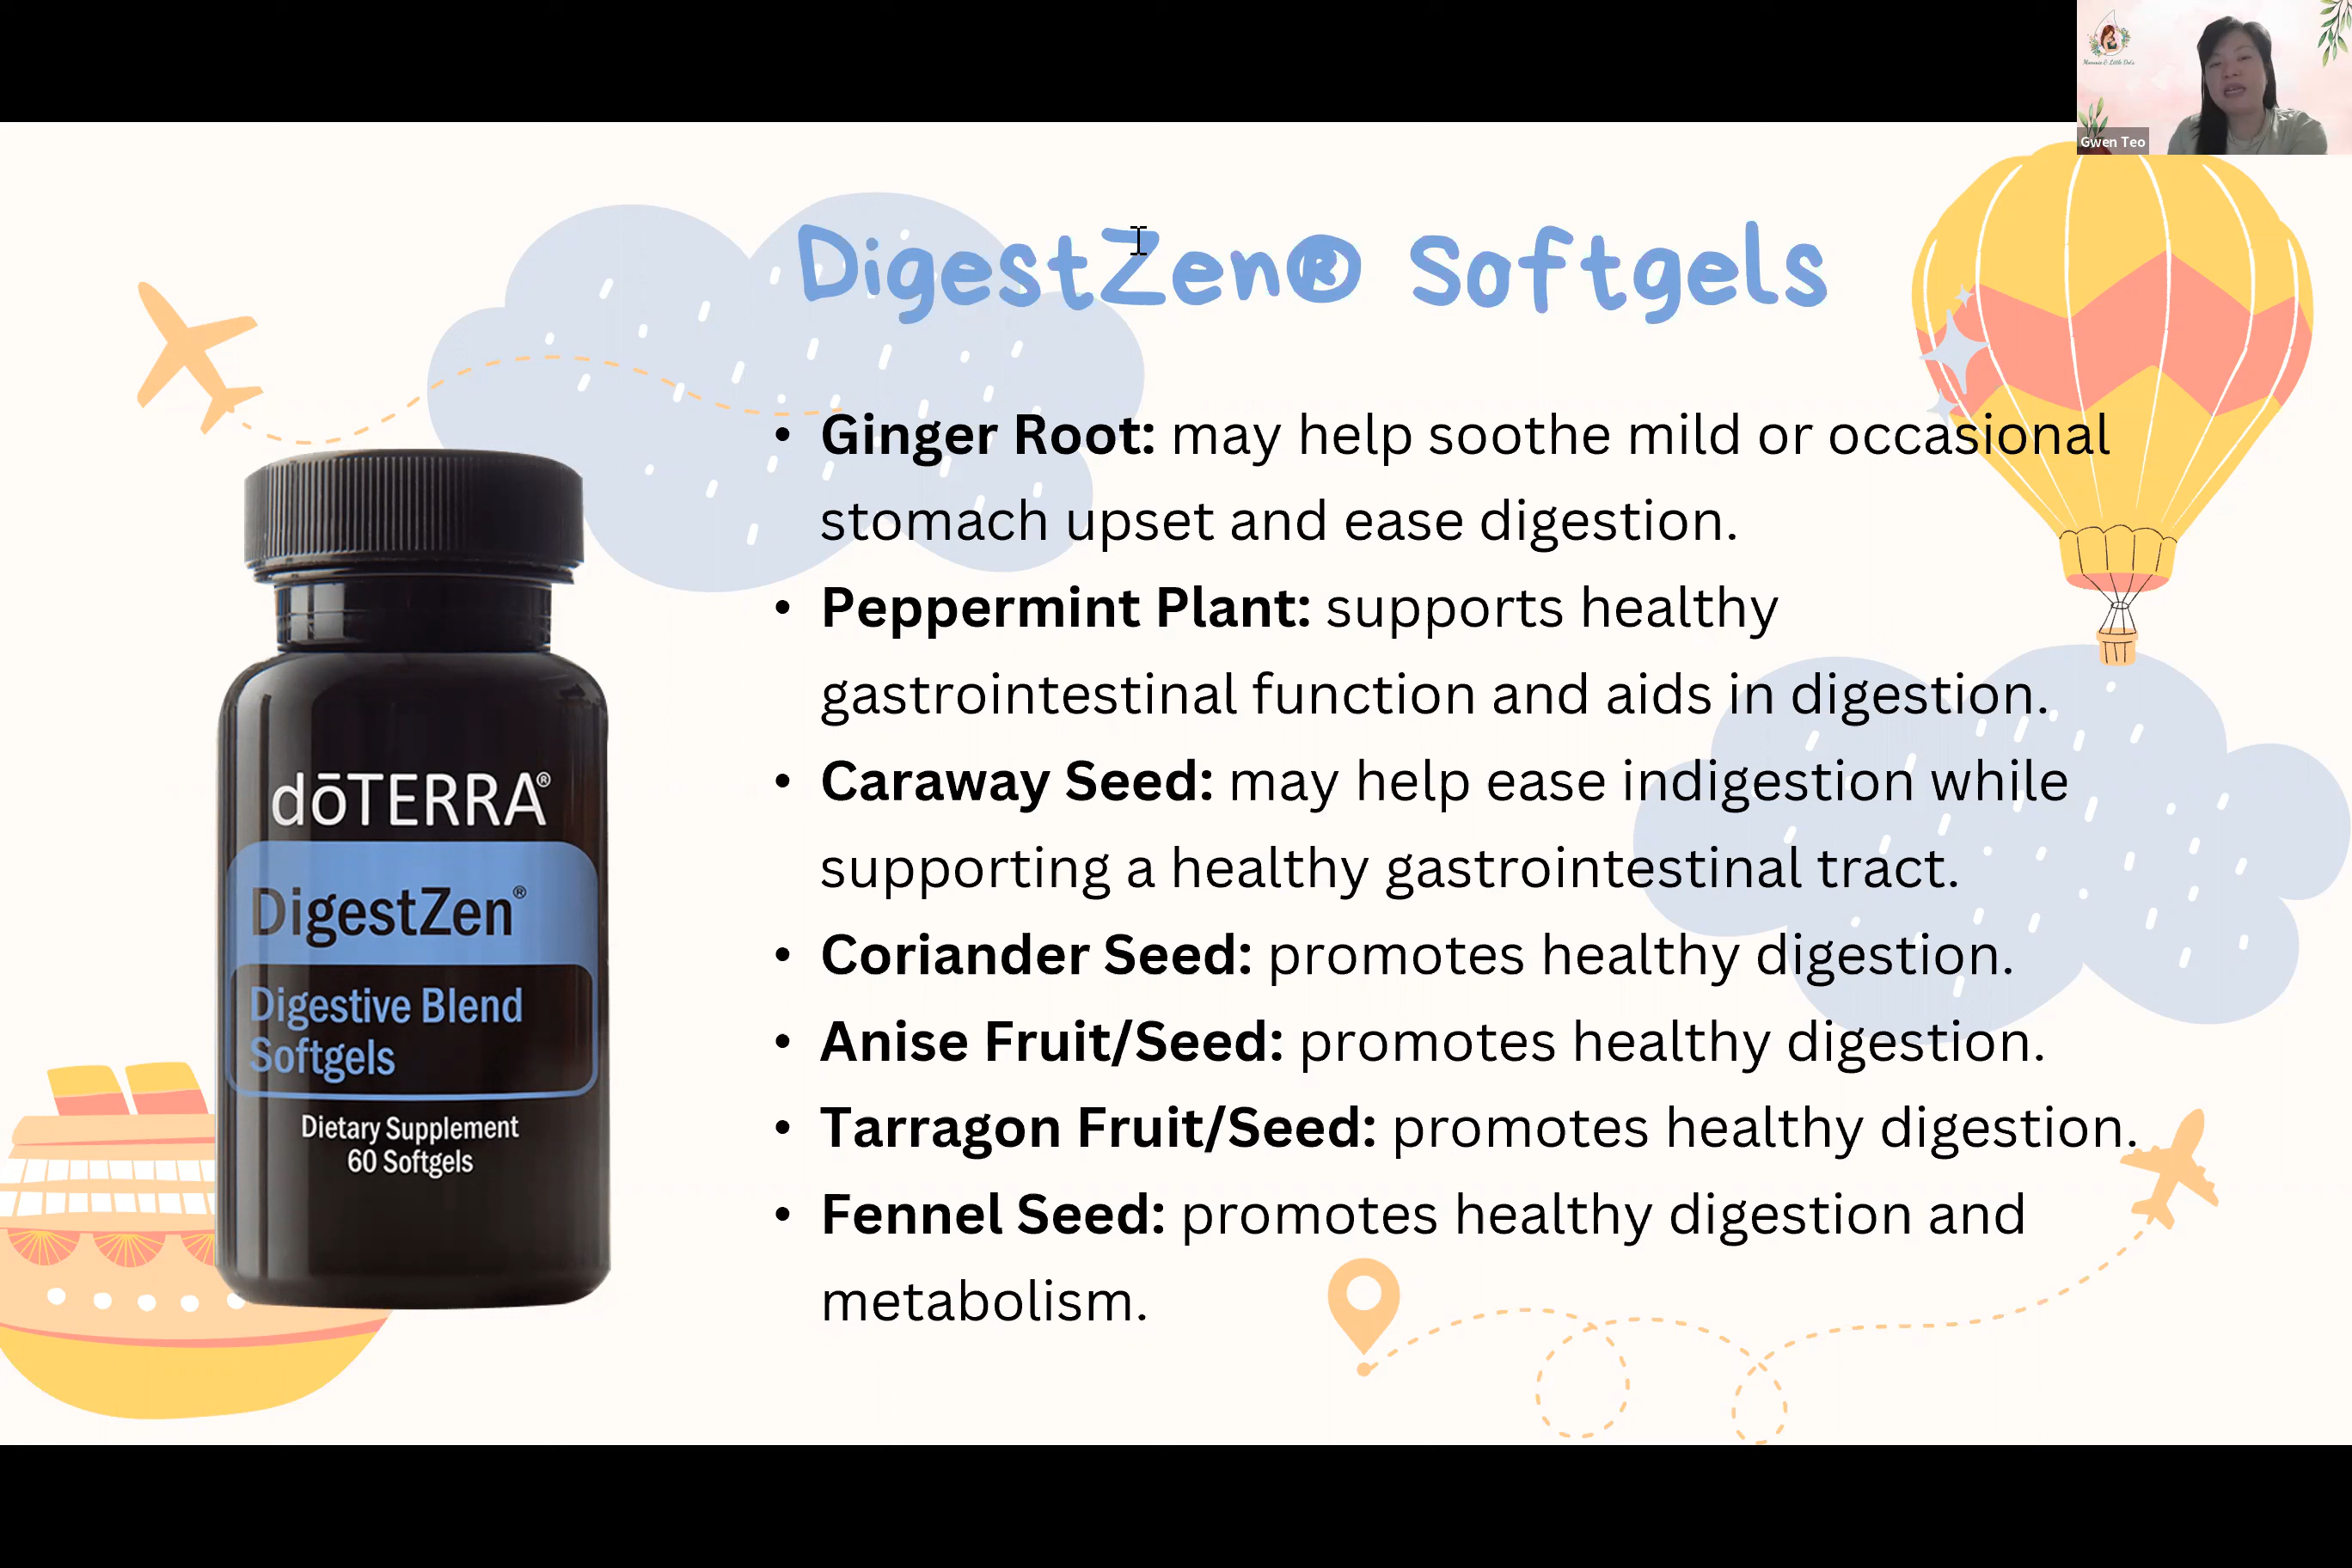 DigestZen® Softgels
• Ginger Root: may help soothe mild or occasional
stomach upset and ease digestion.
• Peppermint Plant: supports healthy
gastrointestinal function and aids in digestion.
• Caraway Seed: may help ease indigestion while
supporting a healthy gastrointestinal tract.
• Coriander Seed: promotes healthy digestion.
• Anise Fruit/Seed: promotes healthy digestion.
• Tarragon Fruit/Seed: promotes healthy digestion.
• Fennel Seed: promotes healthy digestion and
metabolism.
dōTERRA®
DigestZen®
Digestive Blend
Softgels
Dietary Supplement
60 Softgels
Gwen Teo